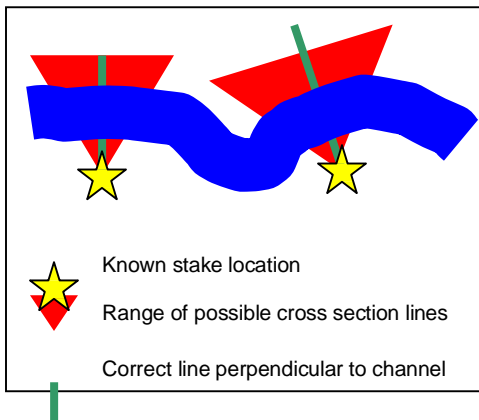 Known stake location
Range of possible cross section lines
Correct line perpendicular to channel